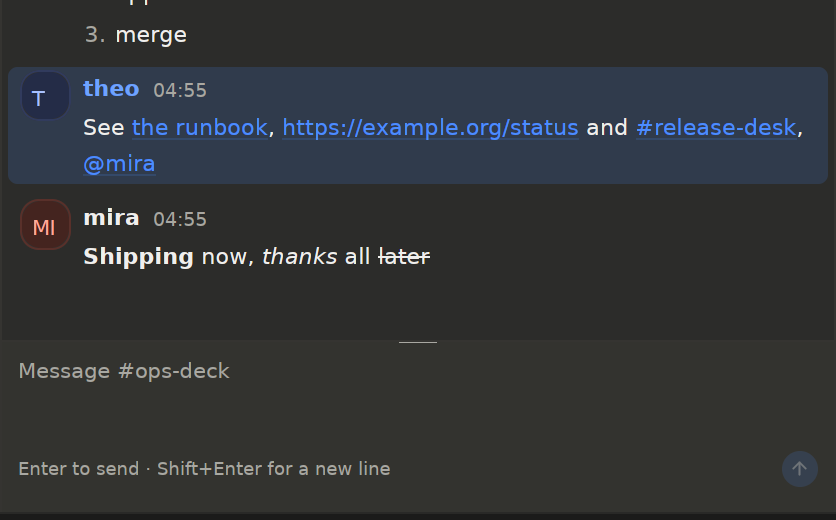 3. merge
T
theo 04:55
See the runbook, https://example.org/status and #release-desk,
@mira
MI
mira 04:55
Shipping now, thanks all later
Message #ops-deck
Enter to send · Shift+Enter for a new line